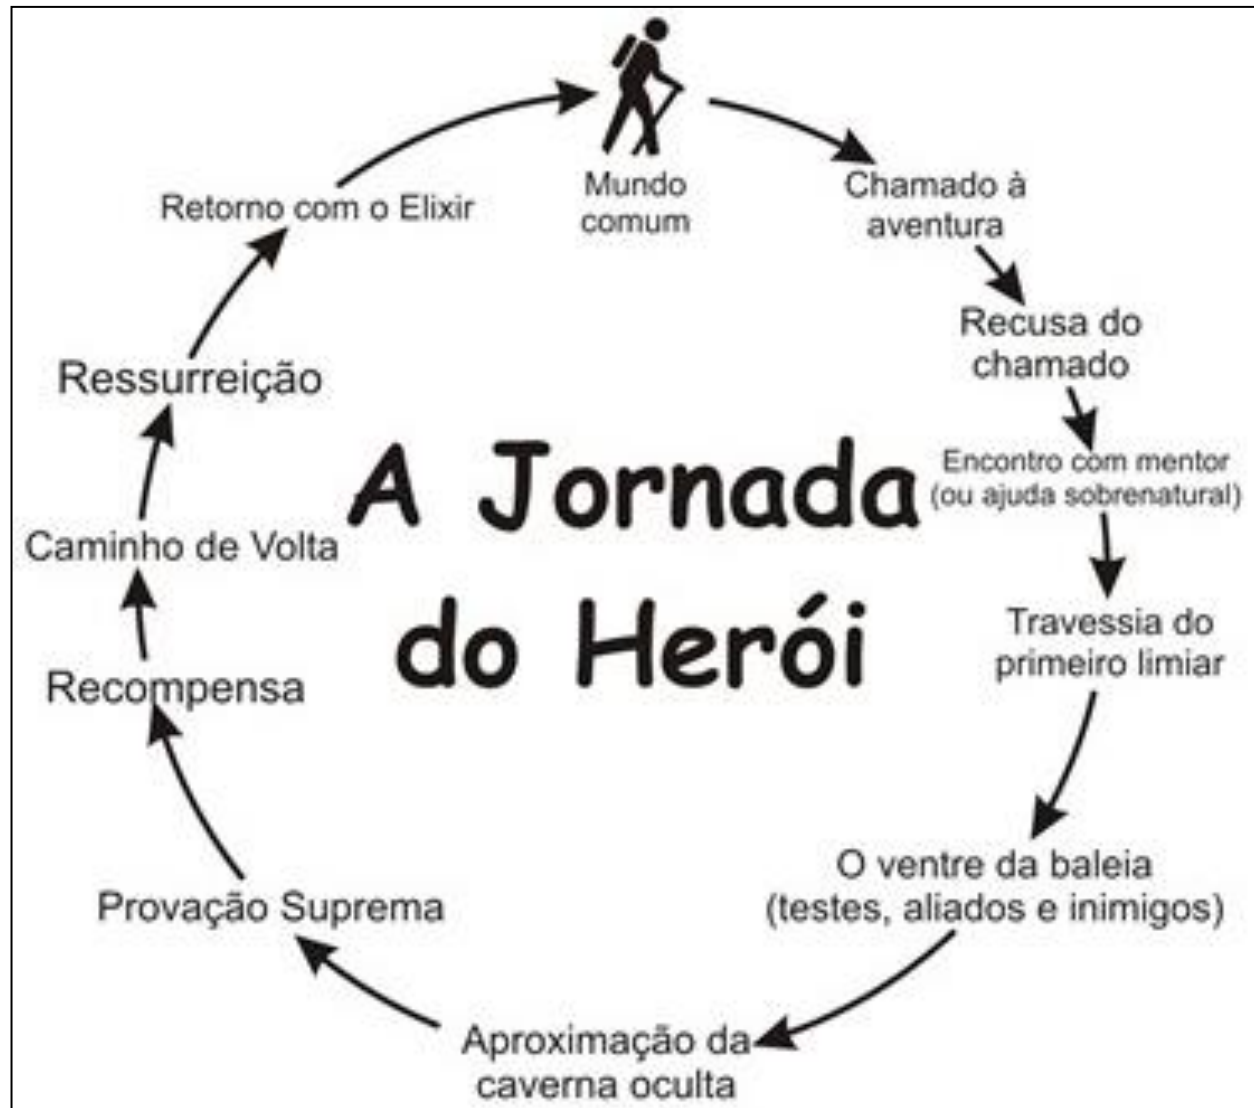 Mundo
comum
Chamado à
aventura
Recusa do
chamado
Encontro com mentor
(ou ajuda sobrenatural)
Travessia do
primeiro limiar
O ventre da baleia
(testes, aliados e inimigos)
Aproximação da
caverna oculta
Provação Suprema
Recompensa
Caminho de Volta
Ressurreição
Retorno com o Elixir
A Jornada
do Herói